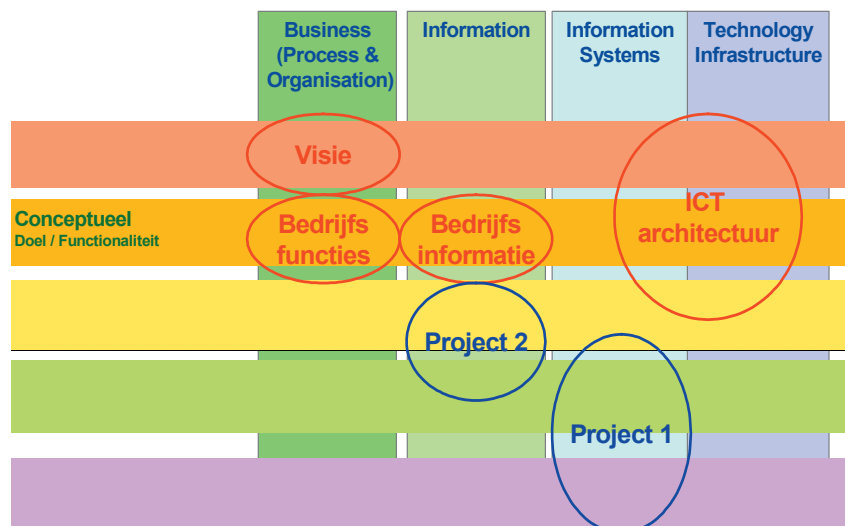 Business
(Process &
Organisation)
Information
Information
Systems
Technology
Infrastructure
Visie
Conceptueel
Doel / Functionaliteit
Bedrijfs
functies
Bedrijfs
informatie
ICT
architectuur
Project 2
Project 1